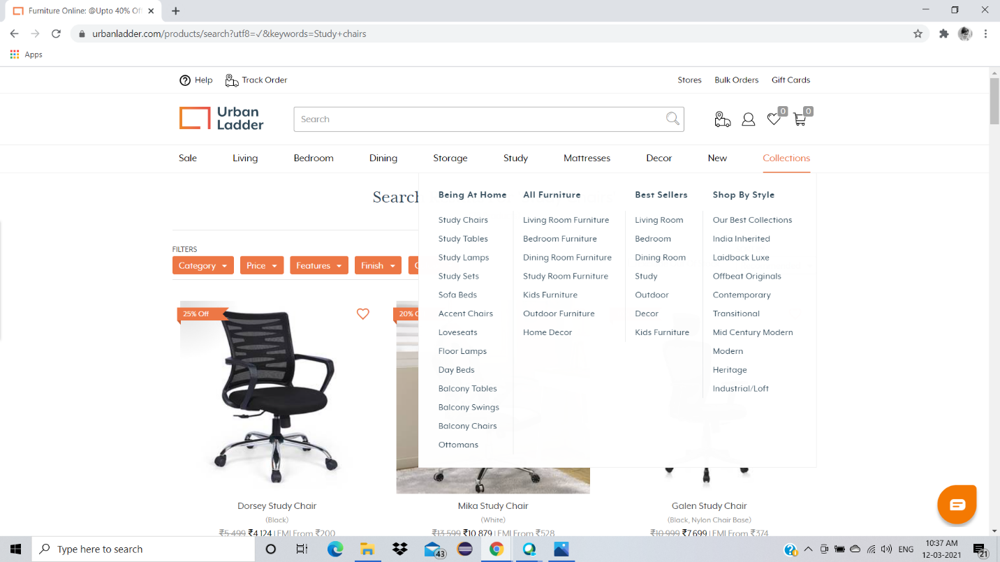 Furniture Online: @Upto 40% Of
urbanladder.com/products/search?utf8=✓&keywords=Study+chairs
Apps
Help
Track Order
Stores
Bulk Orders
Gift Cards
Urban
Ladder
Search
0
0
Sale
Living
Bedroom
Dining
Storage
Study
Mattresses
Decor
New
Collections
Search
FILTERS
Category
Price
Features
Finish
Being At Home
Study Chairs
Study Tables
Study Lamps
Study Sets
Sofa Beds
Accent Chairs
Loveseats
Floor Lamps
Day Beds
Balcony Tables
Balcony Swings
Balcony Chairs
Ottomans
All Furniture
Living Room Furniture
Bedroom Furniture
Dining Room Furniture
Study Room Furniture
Kids Furniture
Outdoor Furniture
Home Decor
Best Sellers
Living Room
Bedroom
Dining Room
Study
Outdoor
Decor
Kids Furniture
Shop By Style
Our Best Collections
India Inherited
Laidback Luxe
Offbeat Originals
Contemporary
Transitional
Mid Century Modern
Modern
Heritage
Industrial/Loft
25% Off
20%
Dorsey Study Chair
(Black)
₹5,499 ₹4,124 | EMI From ₹200
Mika Study Chair
(White)
₹13,599 ₹10,879 | EMI From ₹528
Galen Study Chair
(Black, Nylon Chair Base)
₹10,999 ₹7,699 | EMI From ₹374
Type here to search
43
ENG
10:37 AM
12-03-2021
21